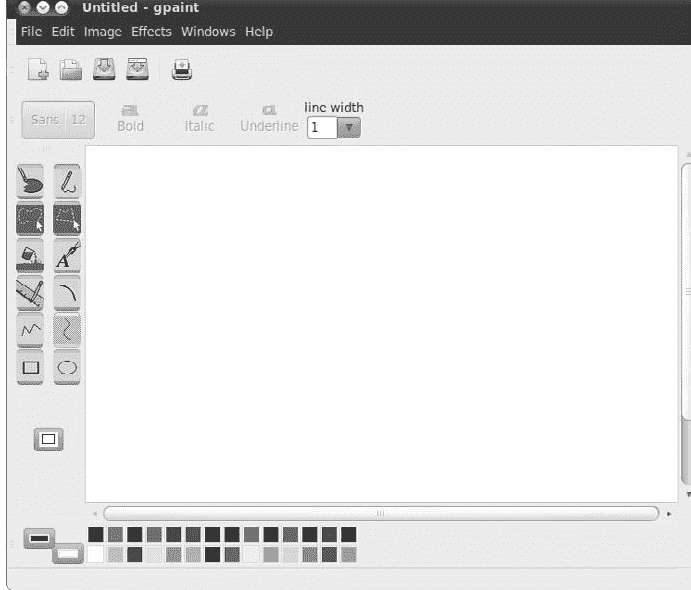 Untitled - gpaint
File Edit Image Effects Windows Help
line width
Sans 12 Bold Italic Underline 1